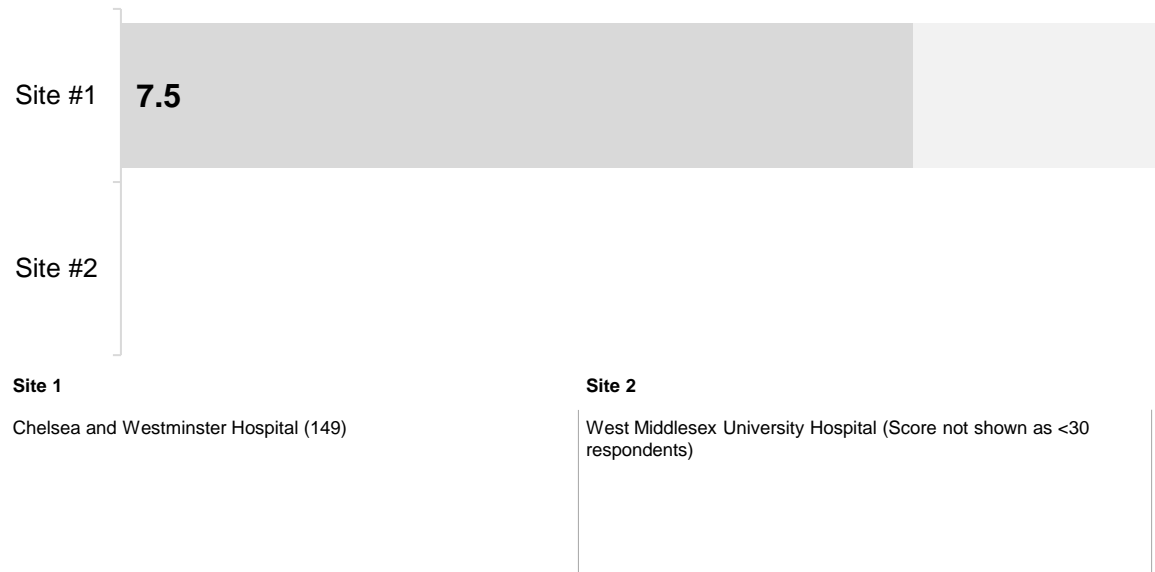 Site #1
7.5
Site #2
Site 1
Chelsea and Westminster Hospital (149)
Site 2
West Middlesex University Hospital (Score not shown as <30
respondents)